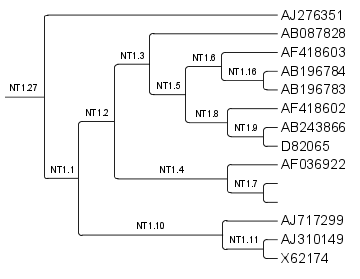 AJ276351
AB087828
NT1.3
AF418603
NT1.6
AB196784
NT1.16
NT1.27
NT1.5
AB196783
AF418602
NT1.2
NT1.8
AB243866
NT1.9
D82065
AF036922
NT1.1
NT1.4
NT1.7
AJ717299
NT1.10
AJ310149
NT1.11
X62174